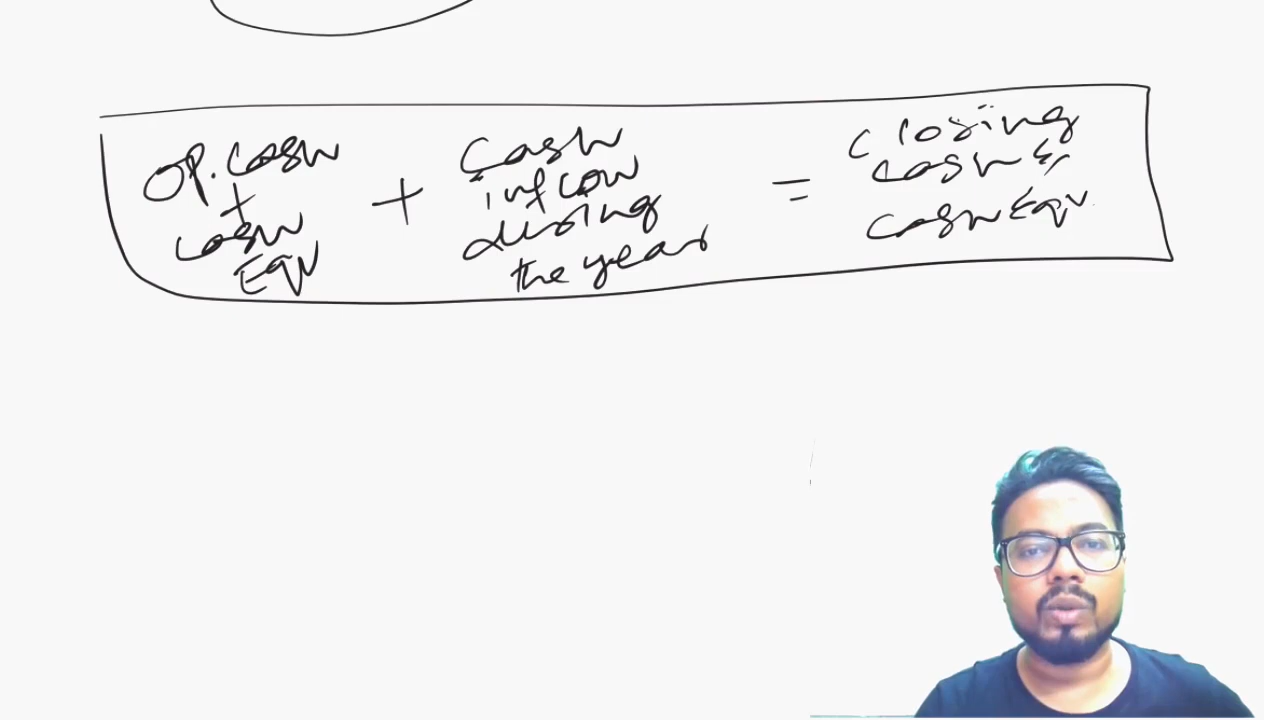 Op. Cash
+
Cash
Eqv
+
Cash
inflow
during
the year
=
Closing
cash &
cash Eqv.